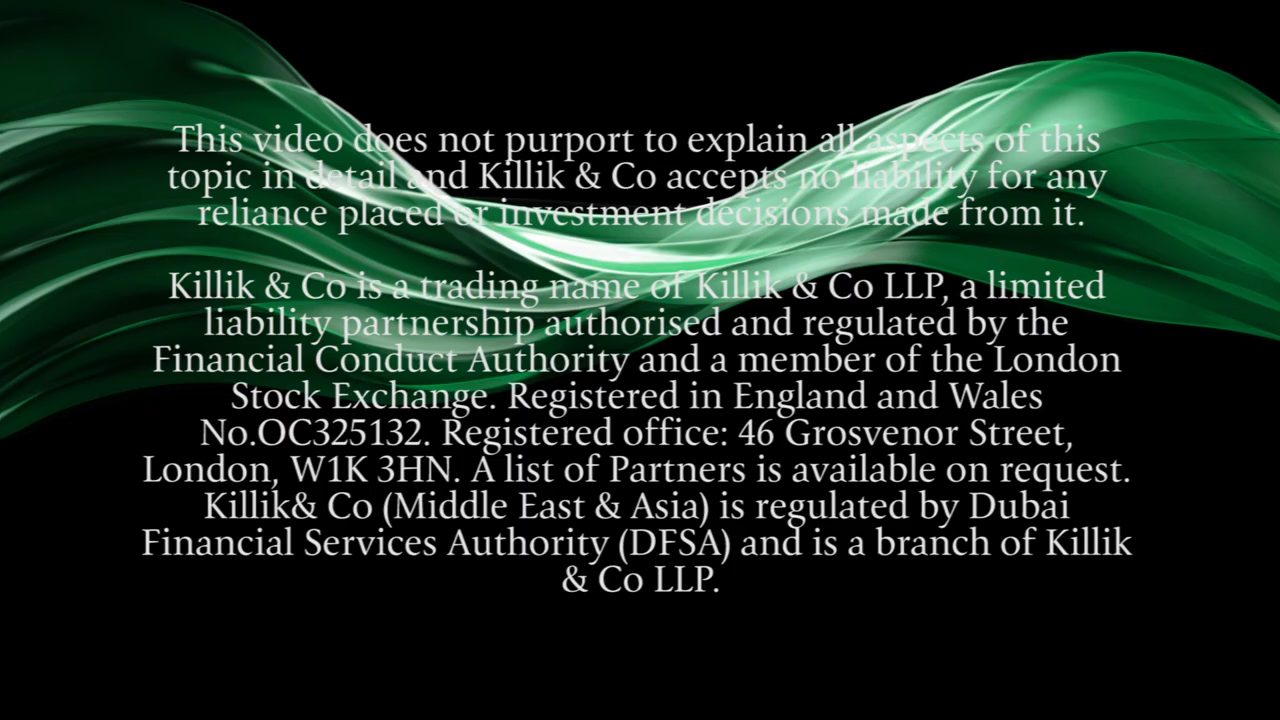 This video does not purport to explain all aspects of this
topic in detail and Killik & Co accepts no liability for any
reliance placed or investment decisions made from it.
Killik & Co is a trading name of Killik & Co LLP, a limited
liability partnership authorised and regulated by the
Financial Conduct Authority and a member of the London
Stock Exchange. Registered in England and Wales
No.OC325132. Registered office: 46 Grosvenor Street,
London, W1K 3HN. A list of Partners is available on request.
Killik& Co (Middle East & Asia) is regulated by Dubai
Financial Services Authority (DFSA) and is a branch of Killik
& Co LLP.